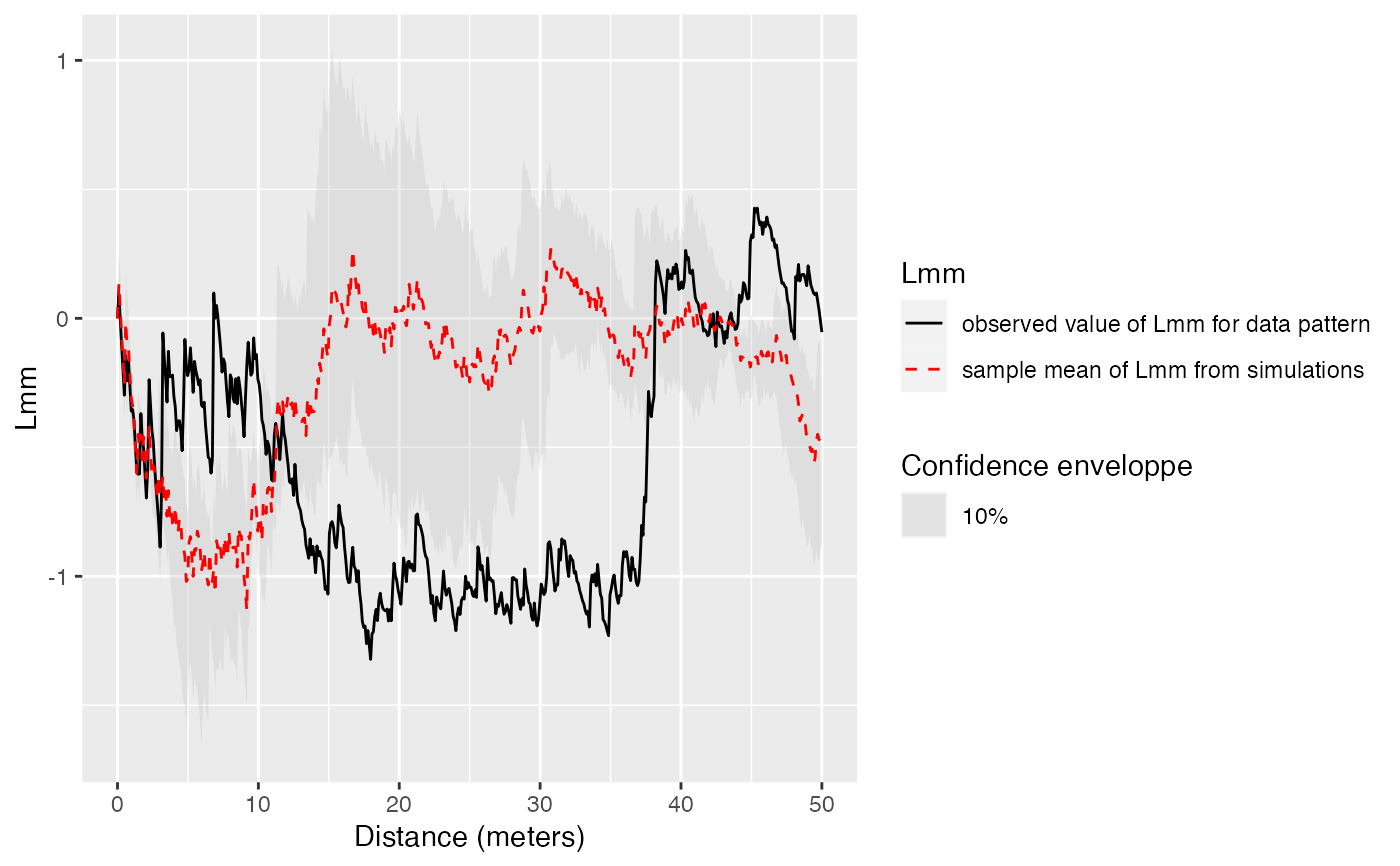 1
0
-1
Lmm
0 10 20 30 40 50
Distance (meters)
Lmm
observed value of Lmm for data pattern
sample mean of Lmm from simulations
Confidence enveloppe
10%